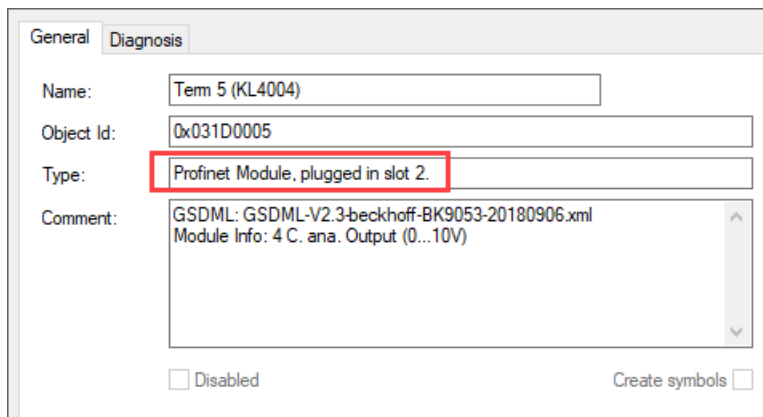 General Diagnosis
Name: Term 5 (KL4004)
Object Id: 0x031D0005
Type: Profinet Module, plugged in slot 2.
Comment: GSDML: GSDML-V2.3-beckhoff-BK9053-20180906.xml
Module Info: 4 C. ana. Output (0...10V)
Disabled Create symbols